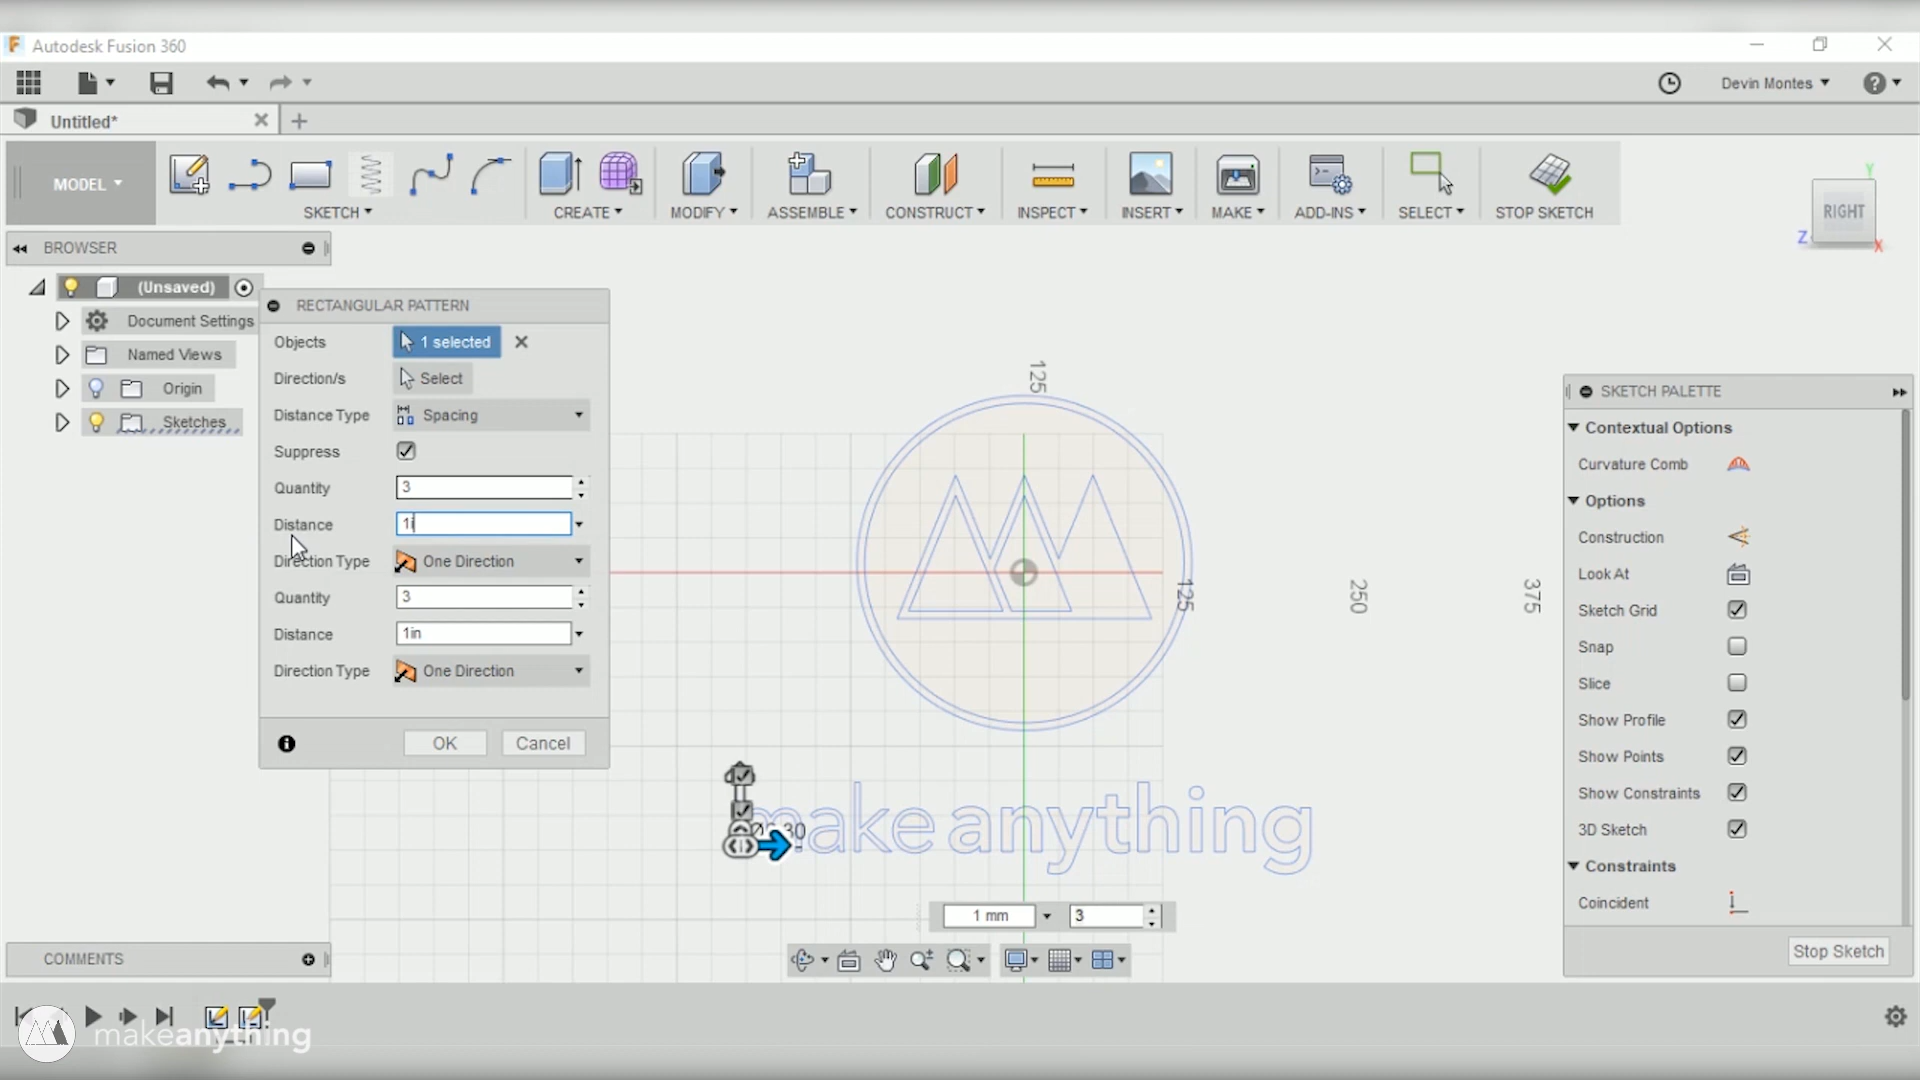 Autodesk Fusion 360
Devin Montes
Untitled*
MODEL
SKETCH
CREATE
MODIFY
ASSEMBLE
CONSTRUCT
INSPECT
INSERT
MAKE
ADD-INS
SELECT
STOP SKETCH
Y
RIGHT
Z
X
BROWSER
(Unsaved)
Document Settings
Named Views
Origin
Sketches
RECTANGULAR PATTERN
Objects 1 selected
Direction/s Select
Distance Type Spacing
Suppress
Quantity 3
Distance 1i
Direction Type One Direction
Quantity 3
Distance 1in
Direction Type One Direction
OK Cancel
125
125
250
375
make anything
1 mm 3
SKETCH PALETTE
Contextual Options
Curvature Comb
Options
Construction
Look At
Sketch Grid
Snap
Slice
Show Profile
Show Points
Show Constraints
3D Sketch
Constraints
Coincident
Stop Sketch
COMMENTS
makeanything